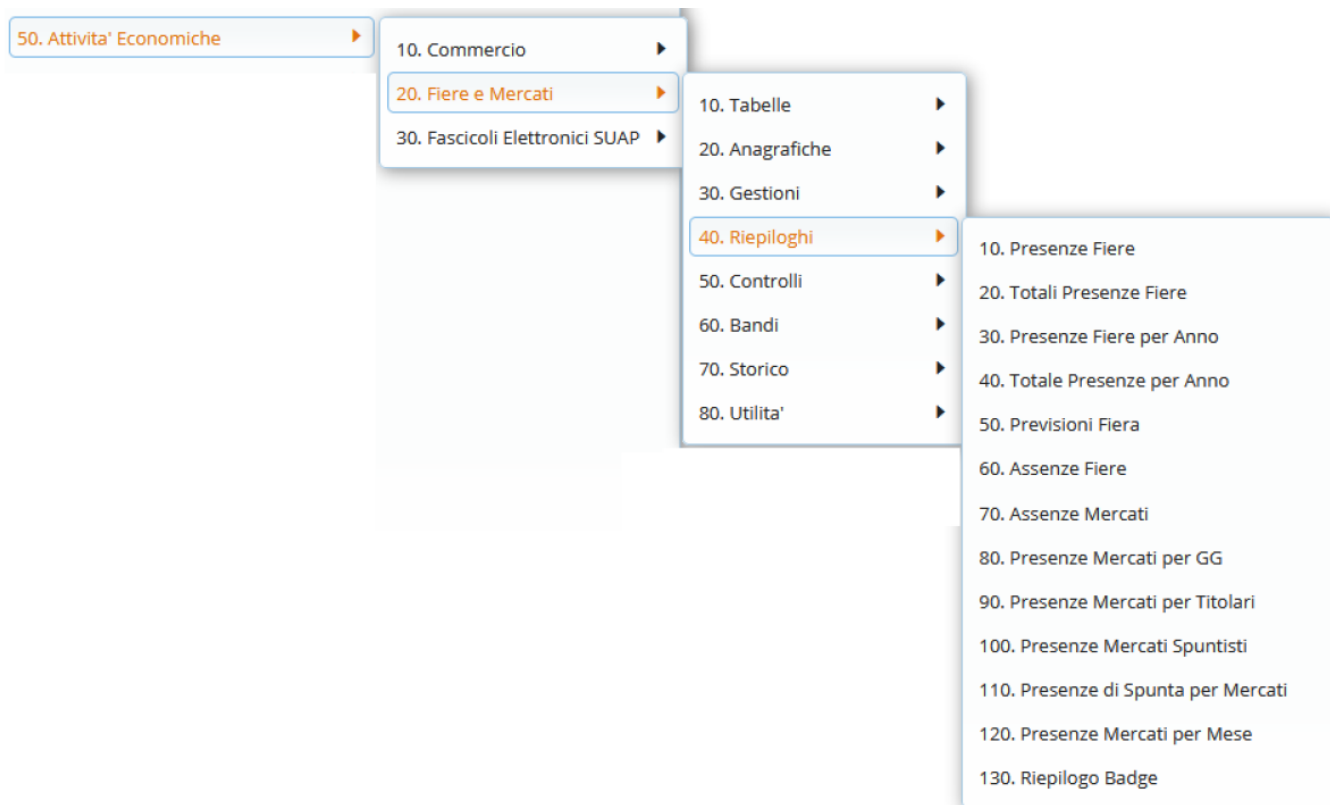 50. Attivita' Economiche
10. Commercio
20. Fiere e Mercati
30. Fascicoli Elettronici SUAP
10. Tabelle
20. Anagrafiche
30. Gestioni
40. Riepiloghi
50. Controlli
60. Bandi
70. Storico
80. Utilita'
10. Presenze Fiere
20. Totali Presenze Fiere
30. Presenze Fiere per Anno
40. Totale Presenze per Anno
50. Previsioni Fiera
60. Assenze Fiere
70. Assenze Mercati
80. Presenze Mercati per GG
90. Presenze Mercati per Titolari
100. Presenze Mercati Spuntisti
110. Presenze di Spunta per Mercati
120. Presenze Mercati per Mese
130. Riepilogo Badge